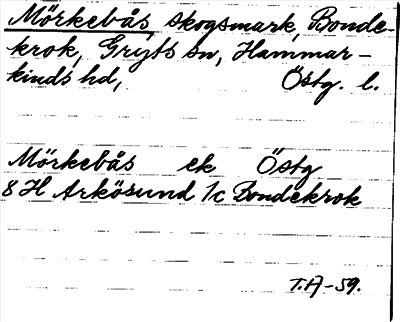 Mörkebås, skogsmark, Bonde-
krok, Gryts sn, Hammar-
kinds hd, Östg. l.
Mörkebås ek Östg
8 H Arkösund 1c Bondekrok
T.A-59.